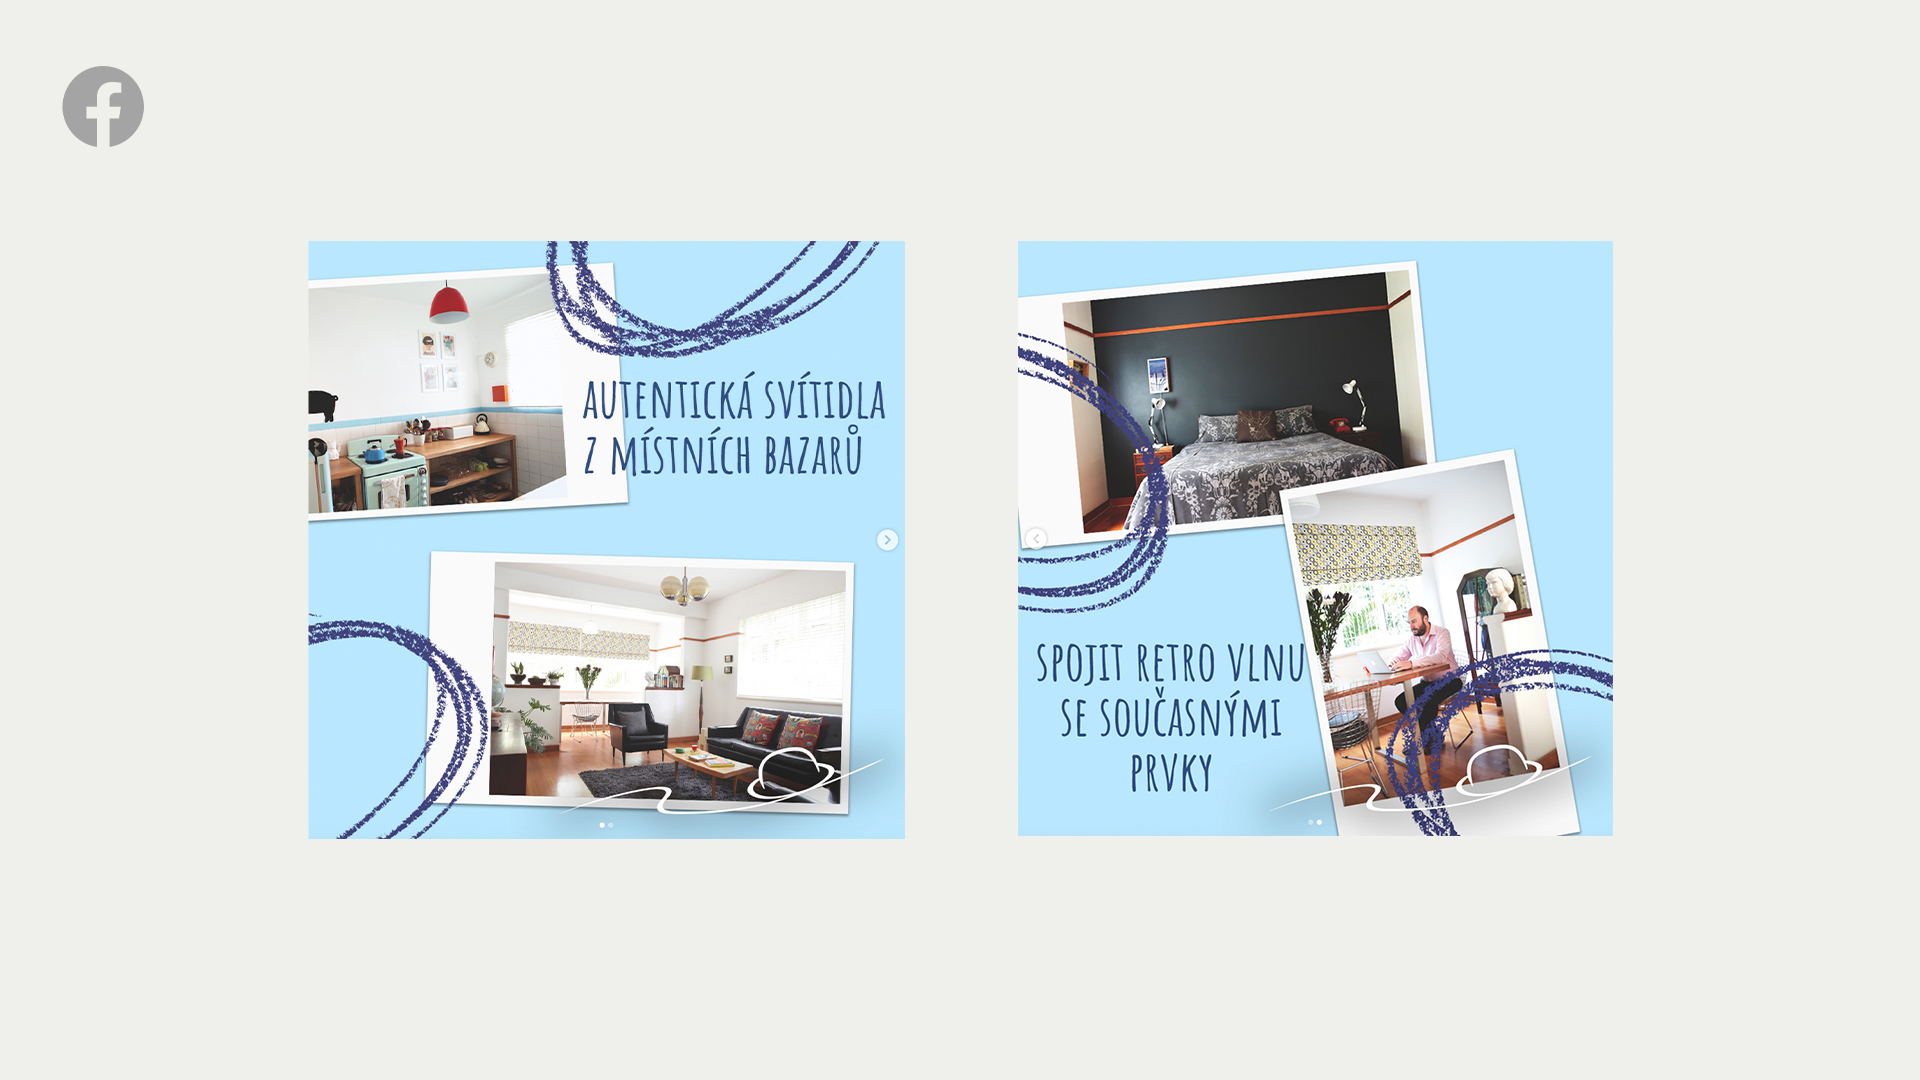 AUTENTICKÁ SVÍTIDLA
Z MÍSTNÍCH BAZARŮ
SPOJIT RETRO VLNU
SE SOUČASNÝMI
PRVKY